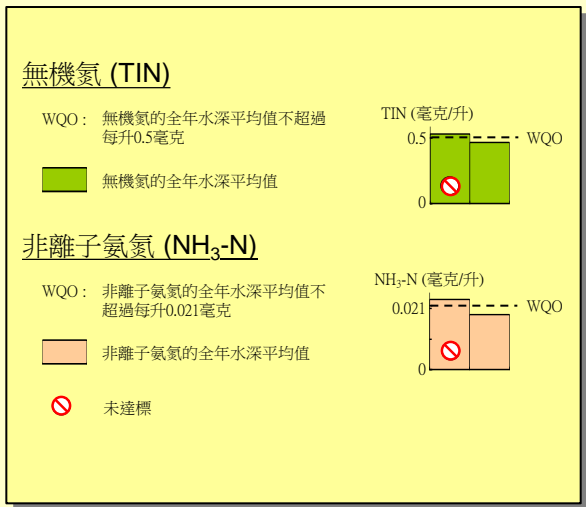 無機氮 (TIN)
WQO : 無機氮的全年水深平均值不超過
每升0.5毫克
無機氮的全年水深平均值
TIN (毫克/升)
0.5
WQO
0
非離子氨氮 (NH₃-N)
WQO : 非離子氨氮的全年水深平均值不
超過每升0.021毫克
非離子氨氮的全年水深平均值
NH₃-N (毫克/升)
0.021
WQO
0
未達標